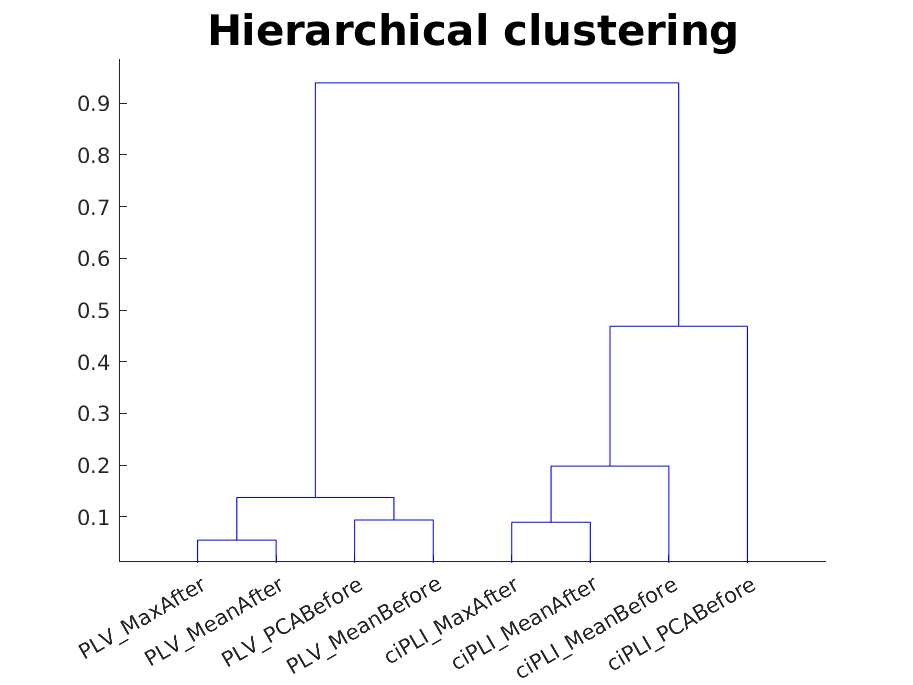 Hierarchical clustering
0.9
0.8
0.7
0.6
0.5
0.4
0.3
0.2
0.1
PLV_MaxAfter
PLV_MeanAfter
PLV_PCABefore
PLV_MeanBefore
ciPLI_MaxAfter
ciPLI_MeanAfter
ciPLI_MeanBefore
ciPLI_PCABefore